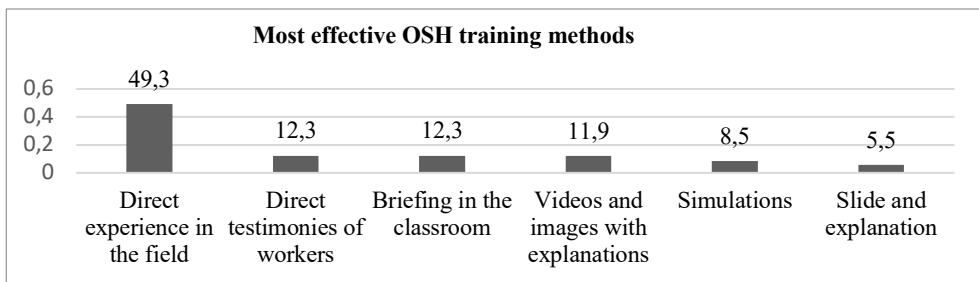 Most effective OSH training methods
49,3
12,3
12,3
11,9
8,5
5,5
0,6
0,4
0,2
0
Direct
experience in
the field
Direct
testimonies of
workers
Briefing in the
classroom
Videos and
images with
explanations
Simulations
Slide and
explanation